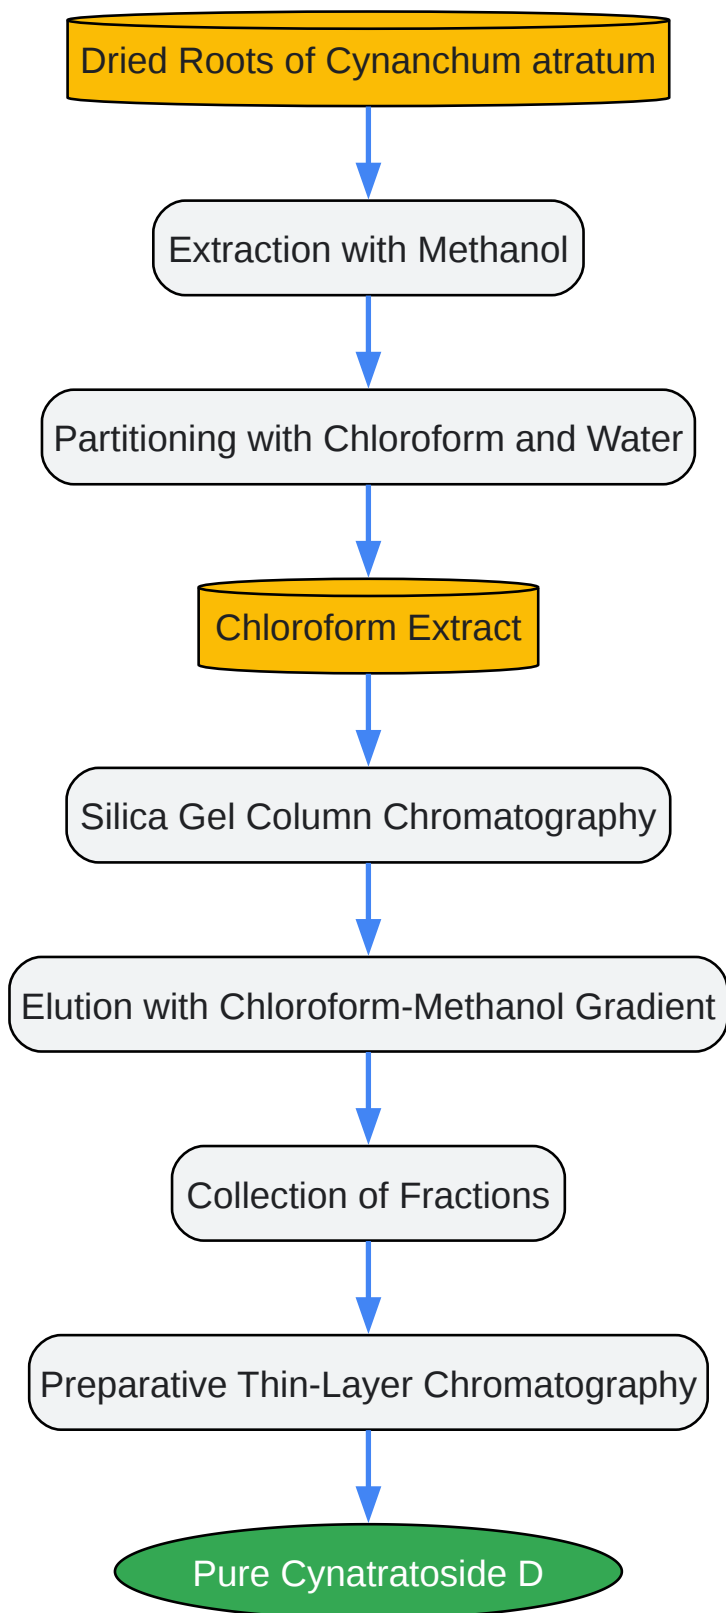 Dried Roots of Cynanchum atratum
Extraction with Methanol
Partitioning with Chloroform and Water
Chloroform Extract
Silica Gel Column Chromatography
Elution with Chloroform-Methanol Gradient
Collection of Fractions
Preparative Thin-Layer Chromatography
Pure Cynatratoside D